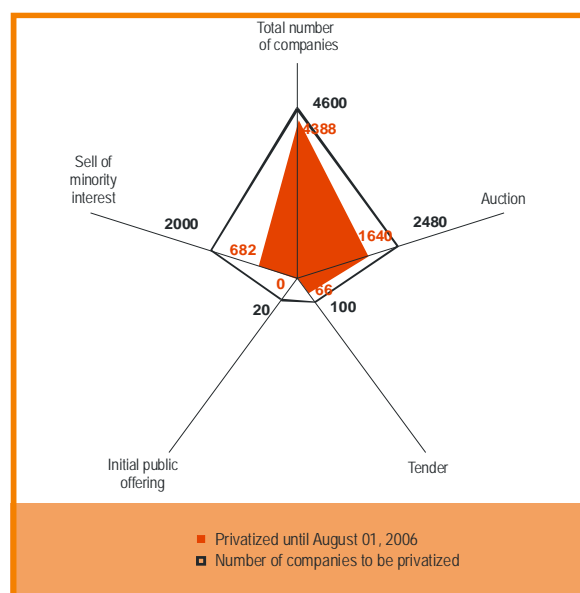 Total number
of companies
4600
4388
Sell of
minority
interest
2000
682
Auction
2480
1640
0
66
20
100
Initial public
offering
Tender
Privatized until August 01, 2006
Number of companies to be privatized